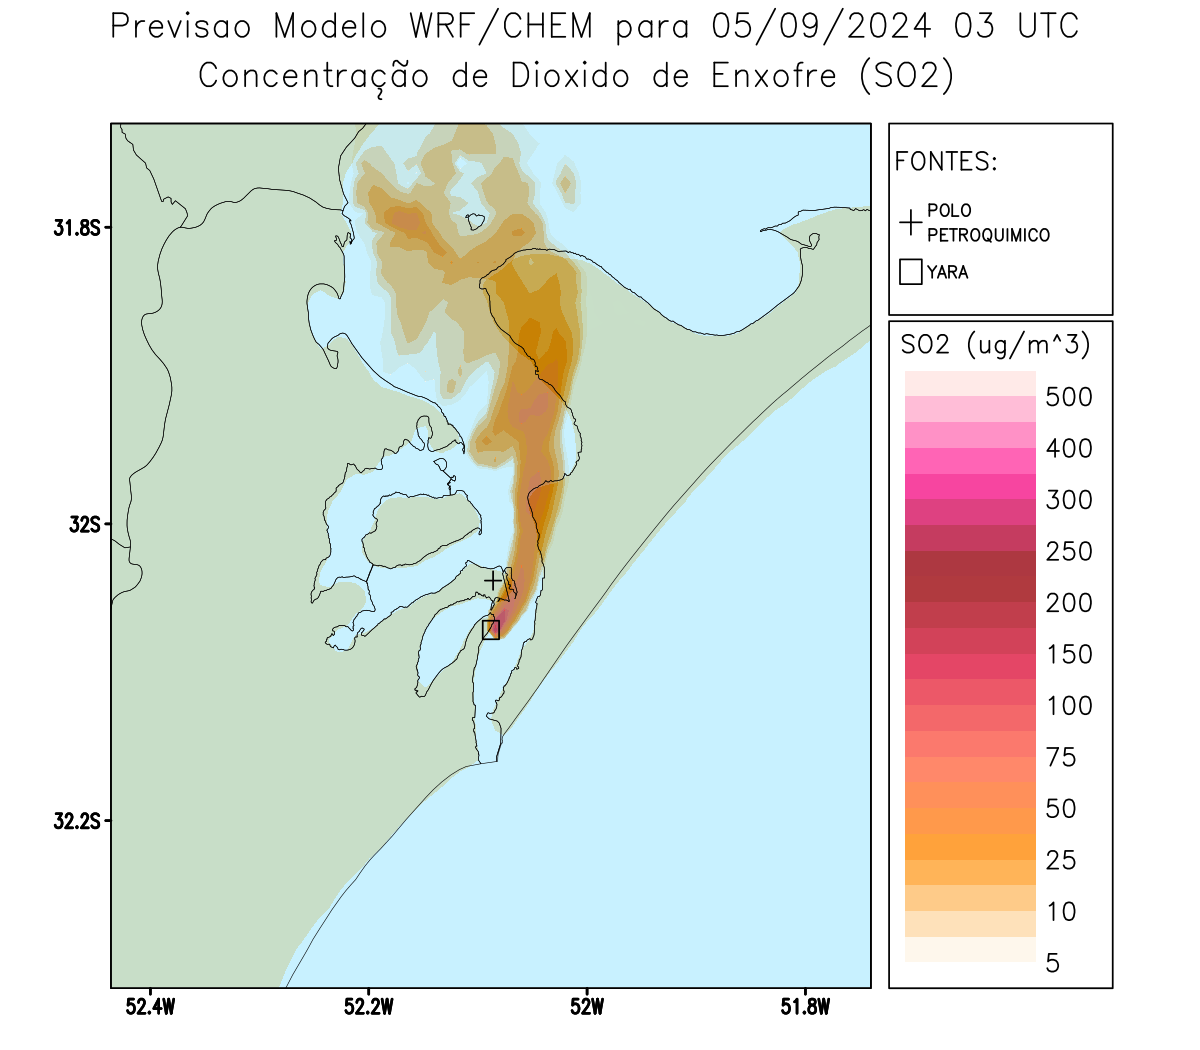 Previsao Modelo WRF/CHEM para 05/09/2024 03 UTC
Concentração de Dioxido de Enxofre (SO2)
FONTES:
POLO
PETROQUIMICO
YARA
SO2 (ug/m^3)
500
400
300
250
200
150
100
75
50
25
10
5
31.8S
32S
32.2S
52.4W
52.2W
52W
51.8W